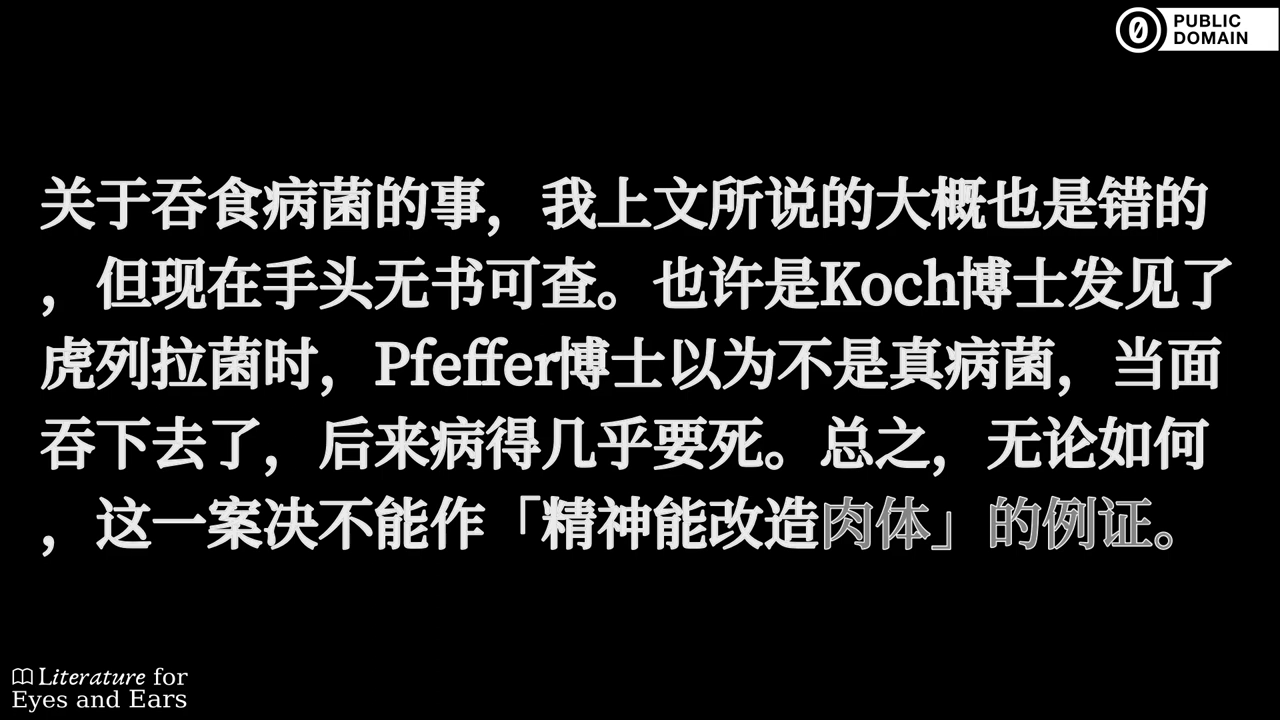 PUBLIC
DOMAIN
关于吞食病菌的事，我上文所说的大概也是错的
，但现在手头无书可查。也许是Koch博士发见了
虎列拉菌时，Pfeffer博士以为不是真病菌，当面
吞下去了，后来病得几乎要死。总之，无论如何
，这一案决不能作「精神能改造肉体」的例证。
Literature for
Eyes and Ears